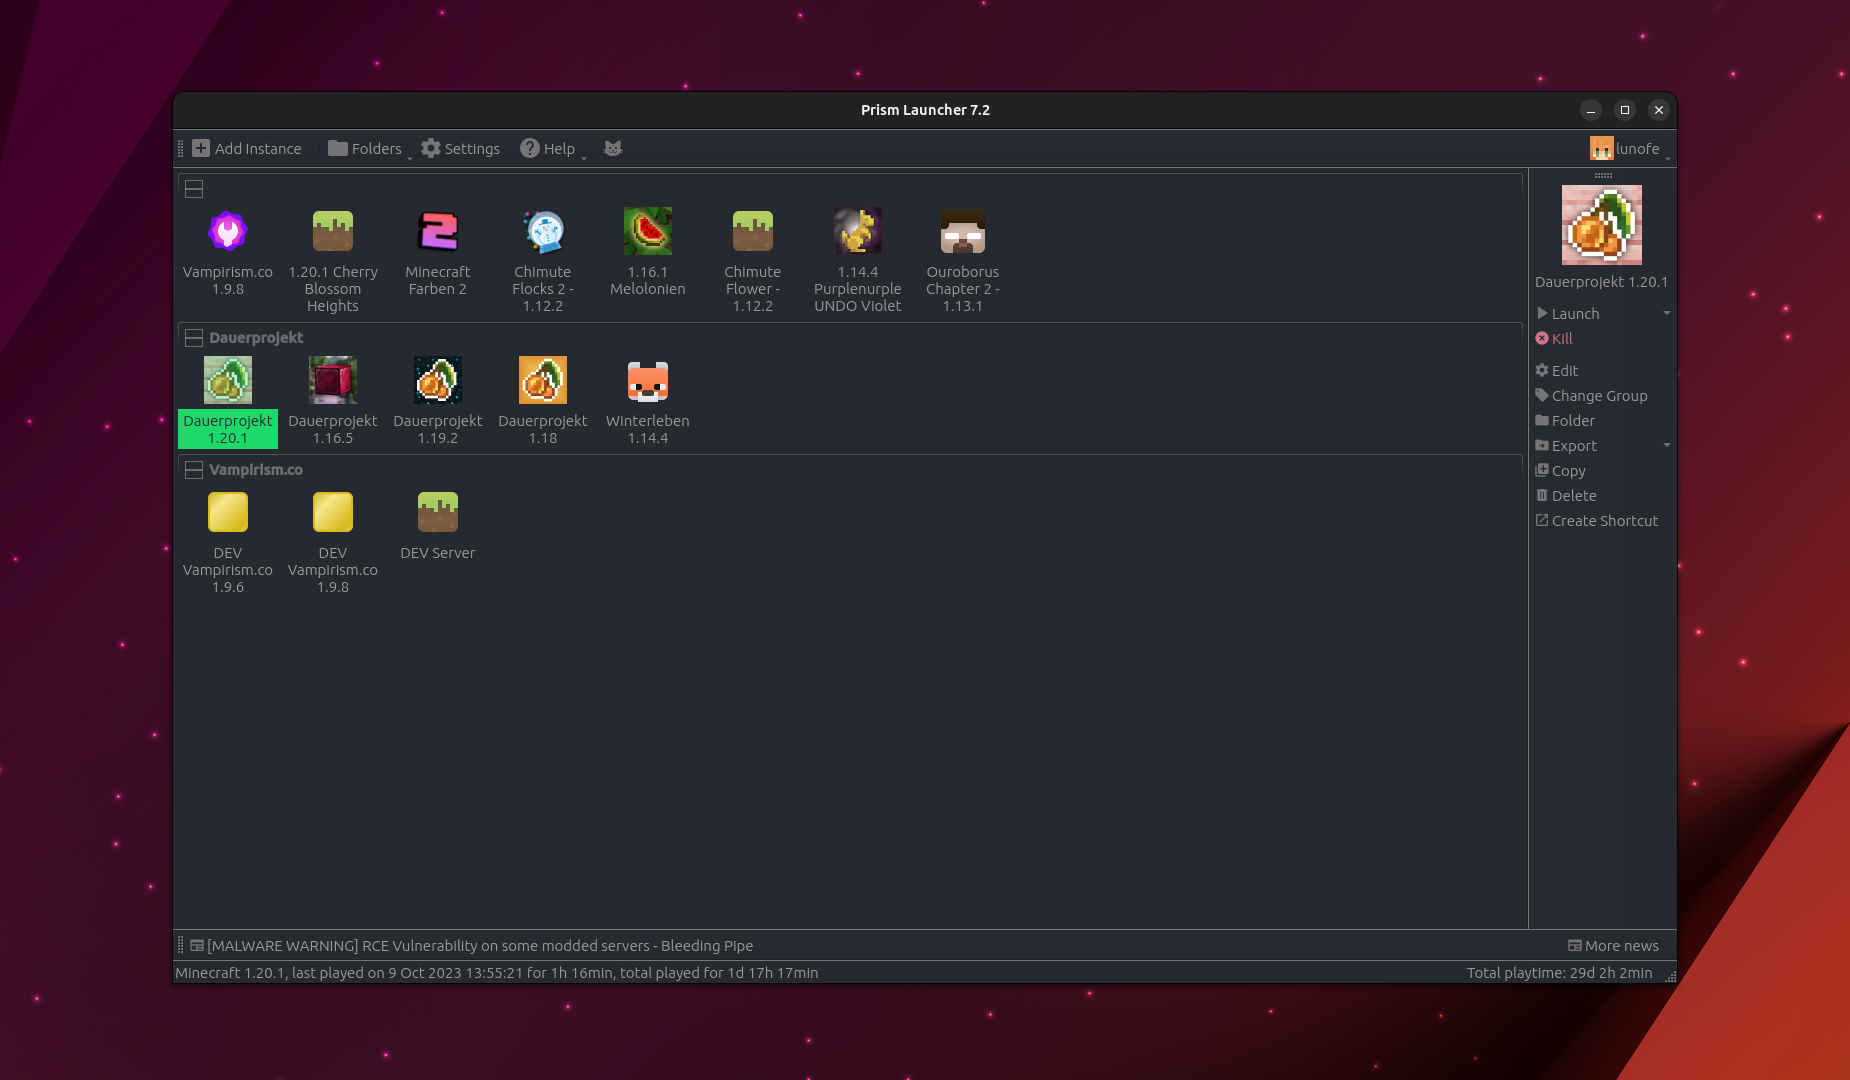 Prism Launcher 7.2
Add Instance Folders Settings Help lunofe
Vampirism.co
1.9.8
1.20.1 Cherry
Blossom
Heights
Minecraft
Farben 2
Chimute
Flocks 2 -
1.12.2
1.16.1
Melolonien
Chimute
Flower -
1.12.2
1.14.4
Purplenurple
UNDO Violet
Ouroborus
Chapter 2 -
1.13.1
Dauerprojekt
Dauerprojekt
1.20.1
Dauerprojekt
1.16.5
Dauerprojekt
1.19.2
Dauerprojekt
1.18
Winterleben
1.14.4
Vampirism.co
DEV
Vampirism.co
1.9.6
DEV
Vampirism.co
1.9.8
DEV Server
Dauerprojekt 1.20.1
Launch
Kill
Edit
Change Group
Folder
Export
Copy
Delete
Create Shortcut
[MALWARE WARNING] RCE Vulnerability on some modded servers - Bleeding Pipe
More news
Minecraft 1.20.1, last played on 9 Oct 2023 13:55:21 for 1h 16min, total played for 1d 17h 17min
Total playtime: 29d 2h 2min